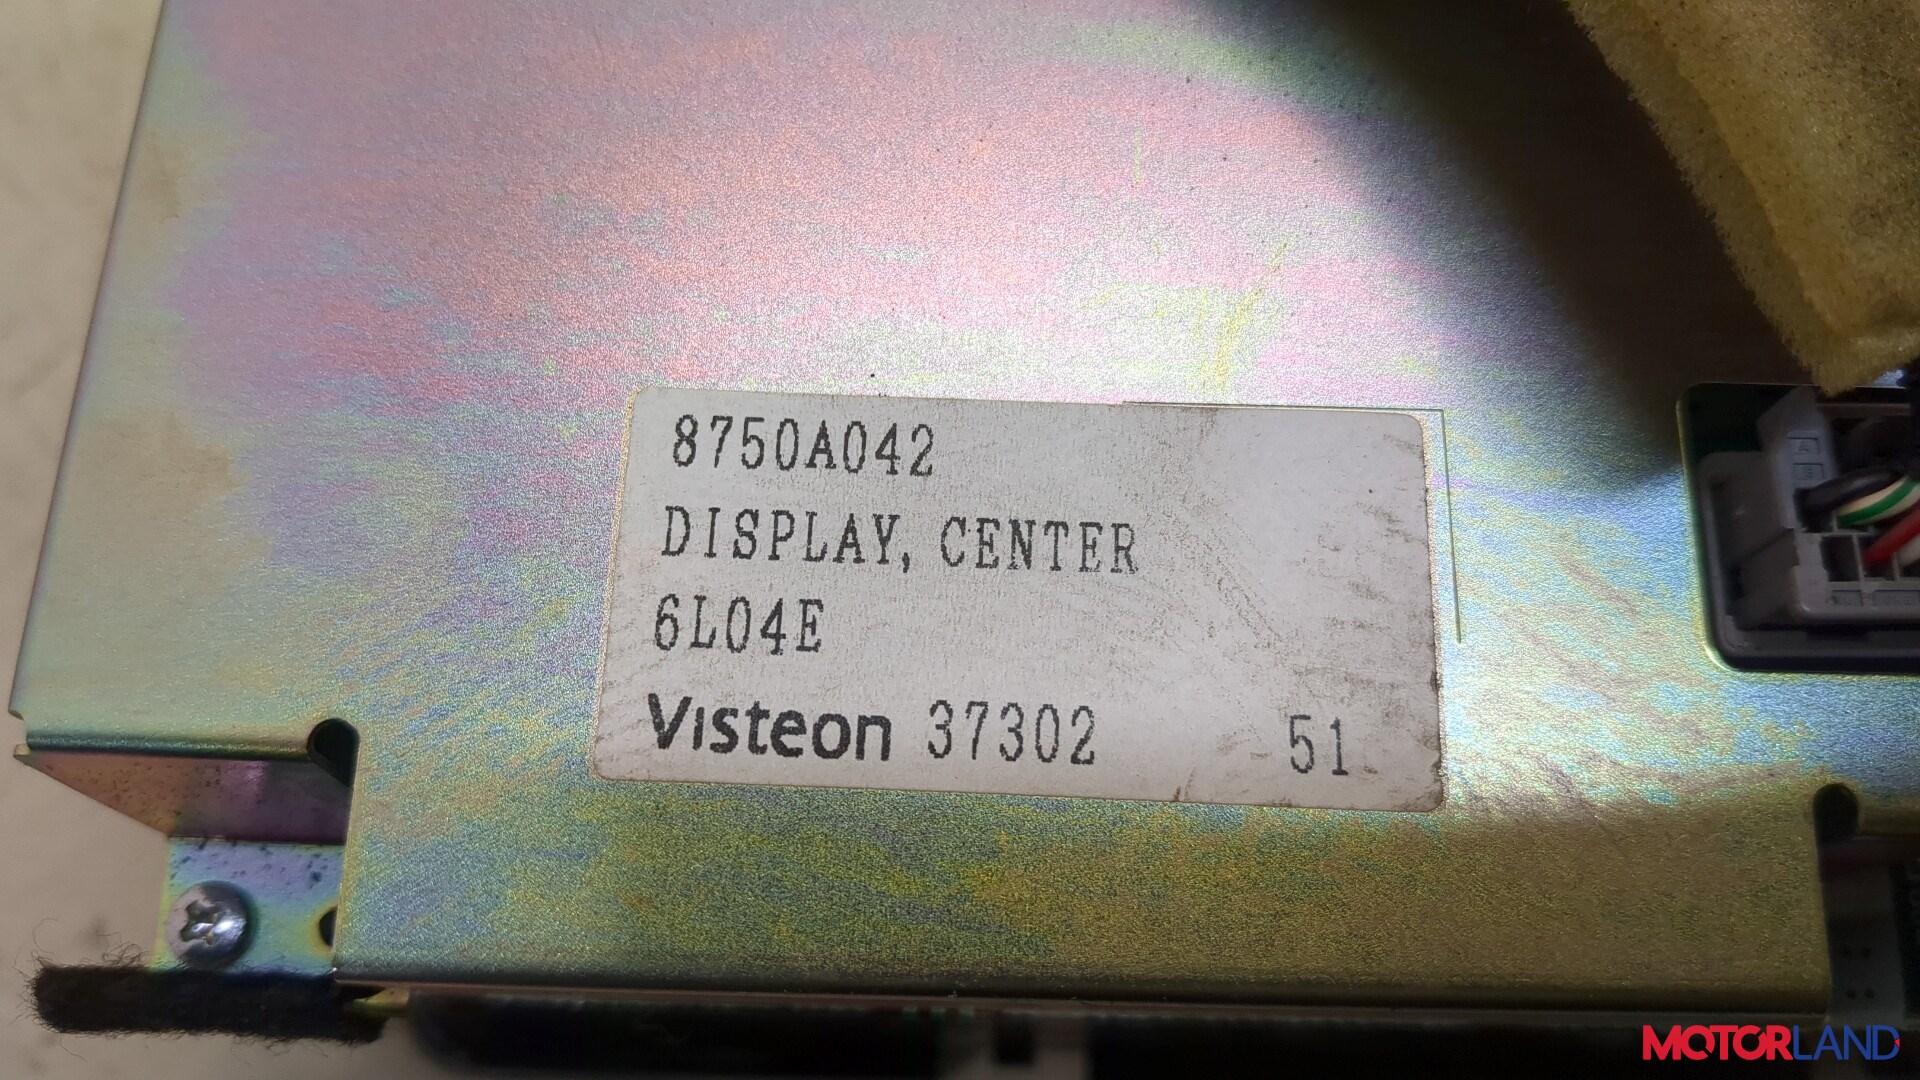 8750A042
DISPLAY, CENTER
6L04E
Visteon 37302 51
MOTORLAND